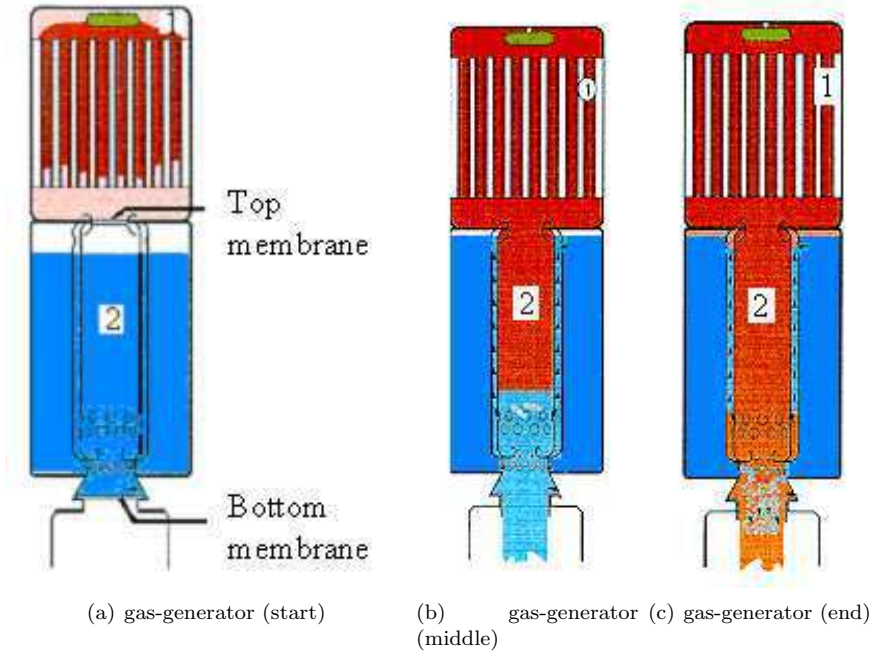 1
Top
membrane
2
Bottom
membrane
1
2
1
2
(a) gas-generator (start)
(b) gas-generator
(middle)
(c) gas-generator (end)